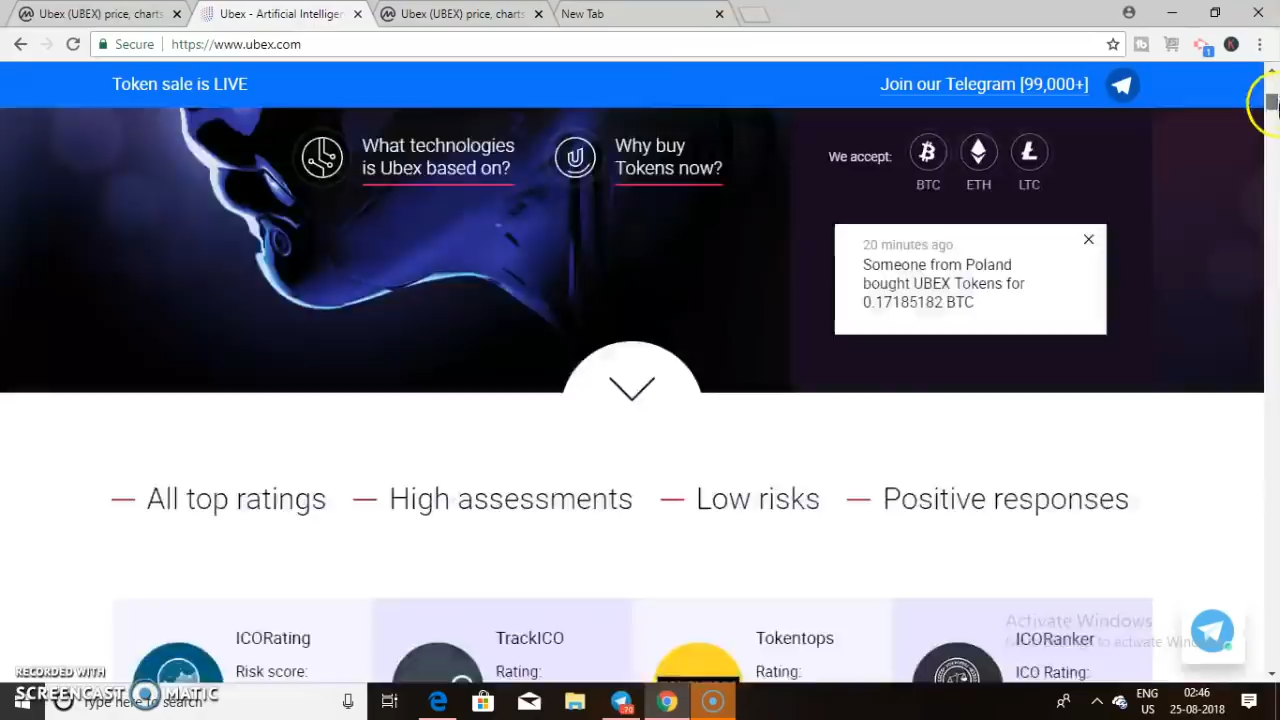 Ubex (UBEX) price, charts
Ubex - Artificial Intelligen
Ubex (UBEX) price, charts
New Tab
Secure
https://www.ubex.com
Token sale is LIVE
Join our Telegram [99,000+]
What technologies
is Ubex based on?
Why buy
Tokens now?
We accept:
BTC
ETH
LTC
20 minutes ago
Someone from Poland
bought UBEX Tokens for
0.17185182 BTC
All top ratings
High assessments
Low risks
Positive responses
ICORating
Risk score:
TrackICO
Rating:
Tokentops
Rating:
ICORanker
ICO Rating:
Activate Windows
to activate
RECORDED WITH
SCREENCAST MATIC
Type here to search
ENG
US
02:46
25-08-2018